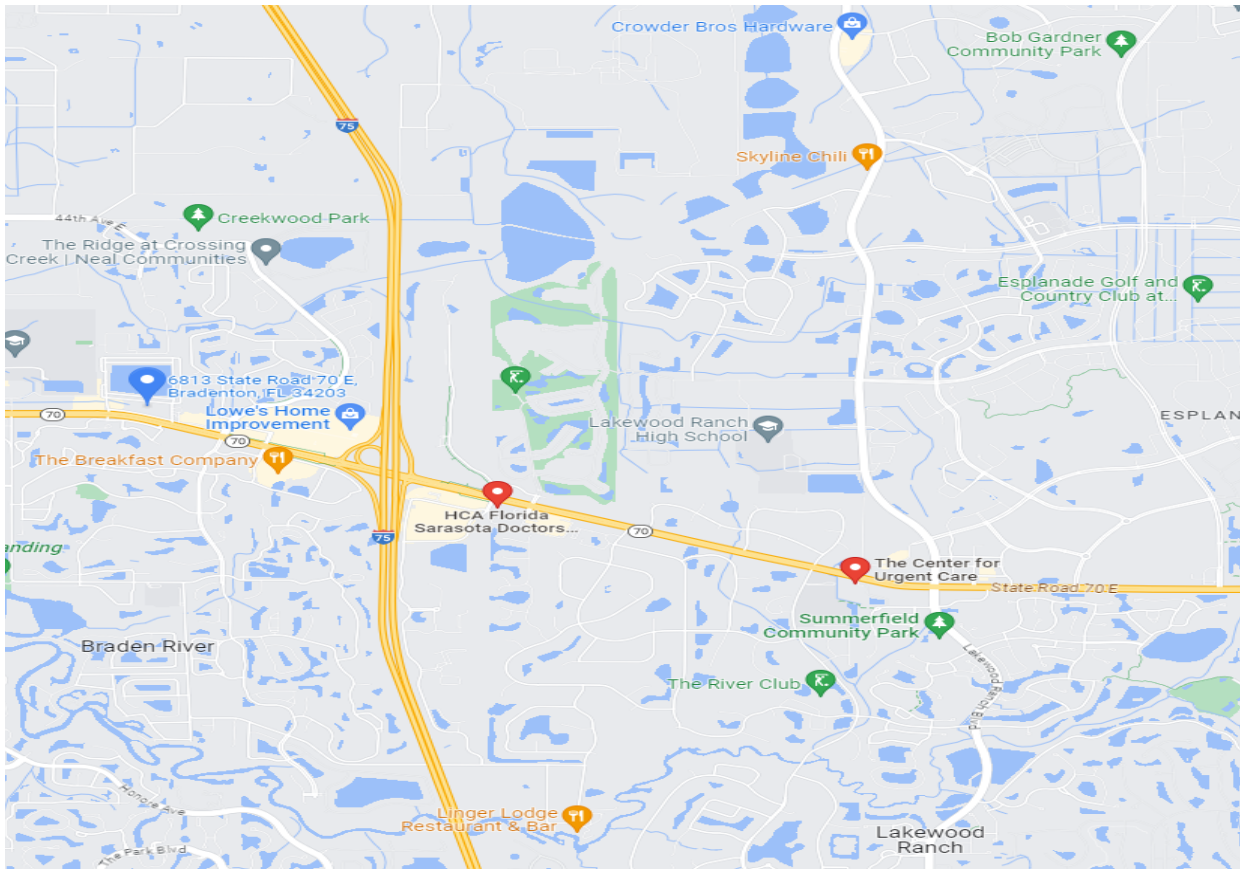 Crowder Bros Hardware
Bob Gardner
Community Park
75
Skyline Chili
44th Ave E
Creekwood Park
The Ridge at Crossing
Creek | Neal Communities
Esplanade Golf and
Country Club at...
6813 State Road 70 E,
Bradenton, FL 34203
70
Lowe's Home
Improvement
ESPLAN
Lakewood Ranch
High School
70
The Breakfast Company
HCA Florida
Sarasota Doctors...
70
75
anding
The Center for
Urgent Care
State Road 70 E
Summerfield
Community Park
Braden River
Lakewood Ranch Blvd
The River Club
Honore Ave
Linger Lodge
Restaurant & Bar
The Park Blvd
Lakewood
Ranch